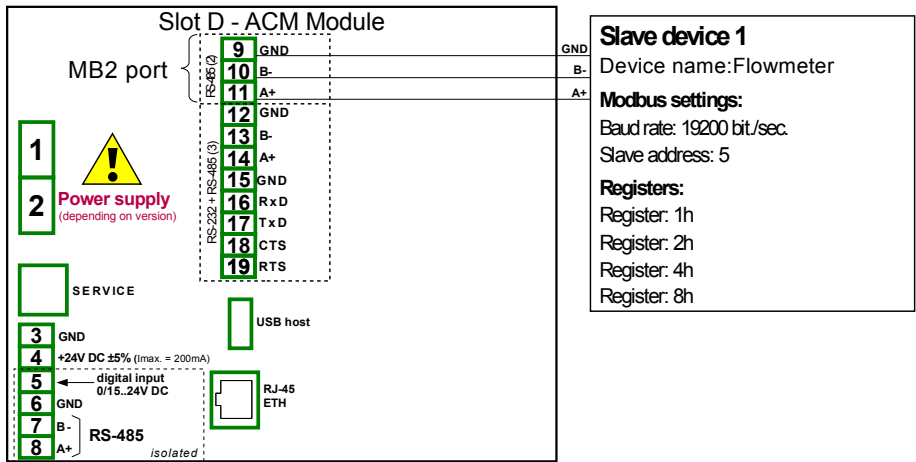 Slot D - ACM Module
MB2 port
RS-485 (2)
9 GND
10 B-
11 A+
RS-232 + RS-485 (3)
12 GND
13 B-
14 A+
15 GND
16 RxD
17 TxD
18 CTS
19 RTS
1
2
Power supply
(depending on version)
SERVICE
USB host
3 GND
4 +24V DC ±5% (Imax. = 200mA)
5 digital input
0/15..24V DC
6 GND
7 B-
8 A+
RS-485
isolated
RJ-45
ETH
GND
B-
A+
Slave device 1
Device name:Flowmeter
Modbus settings:
Baud rate: 19200 bit./sec.
Slave address: 5
Registers:
Register: 1h
Register: 2h
Register: 4h
Register: 8h